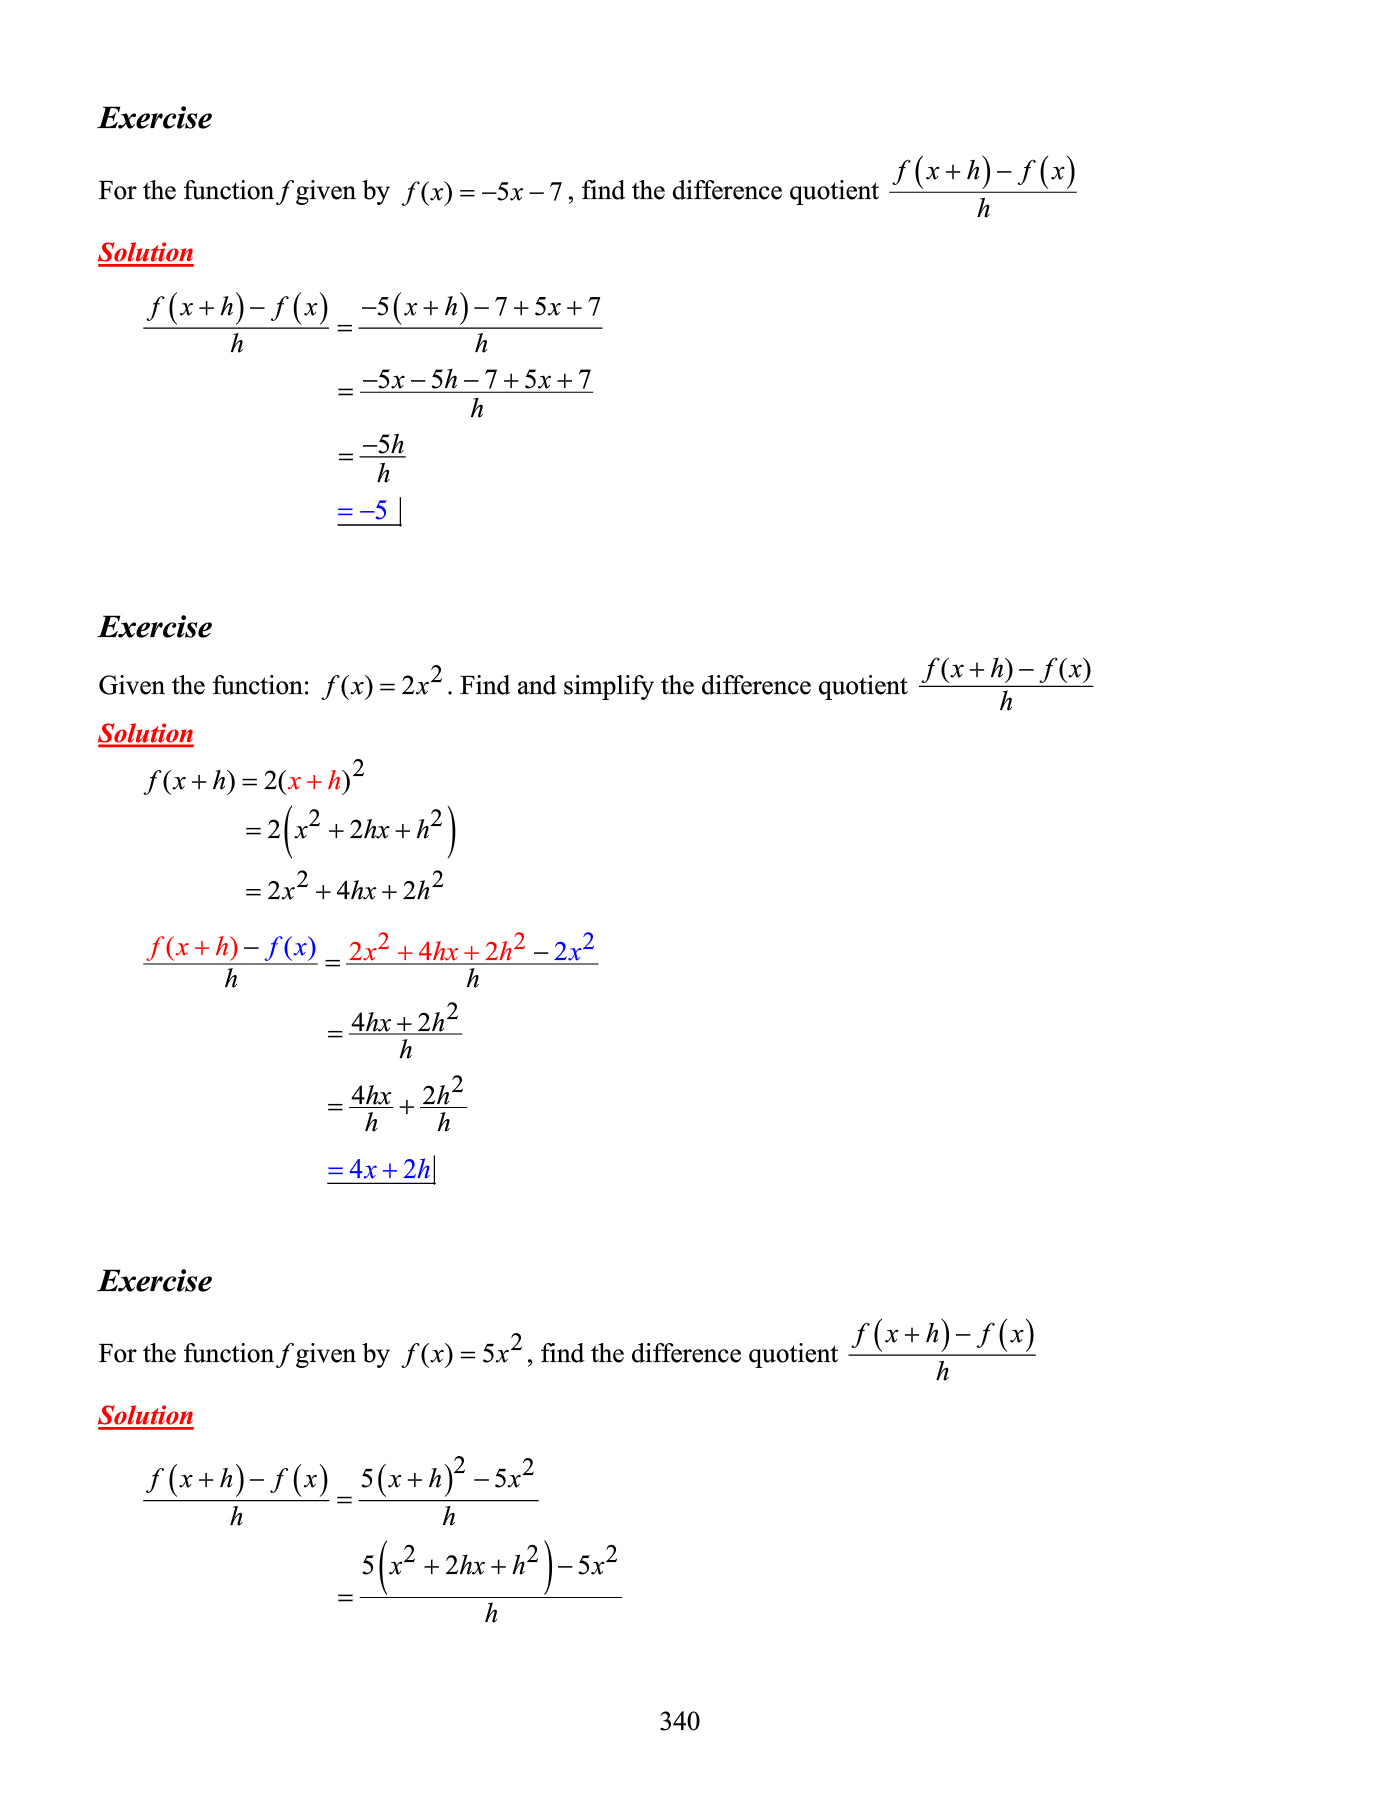 Exercise
For the function f given by f(x) = −5x − 7, find the difference quotient \frac{f(x+h)−f(x)}{h}
Solution
\frac{f(x+h)−f(x)}{h} = \frac{−5(x+h)−7+5x+7}{h}
= \frac{−5x−5h−7+5x+7}{h}
= \frac{−5h}{h}
= −5 |
Exercise
Given the function: f(x) = 2x^2. Find and simplify the difference quotient \frac{f(x+h)−f(x)}{h}
Solution
f(x+h) = 2(x+h)^2
= 2(x^2 + 2hx + h^2)
= 2x^2 + 4hx + 2h^2
\frac{f(x+h)−f(x)}{h} = \frac{2x^2+4hx+2h^2−2x^2}{h}
= \frac{4hx+2h^2}{h}
= \frac{4hx}{h} + \frac{2h^2}{h}
= 4x + 2h|
Exercise
For the function f given by f(x) = 5x^2, find the difference quotient \frac{f(x+h)−f(x)}{h}
Solution
\frac{f(x+h)−f(x)}{h} = \frac{5(x+h)^2−5x^2}{h}
= \frac{5(x^2+2hx+h^2)−5x^2}{h}
340